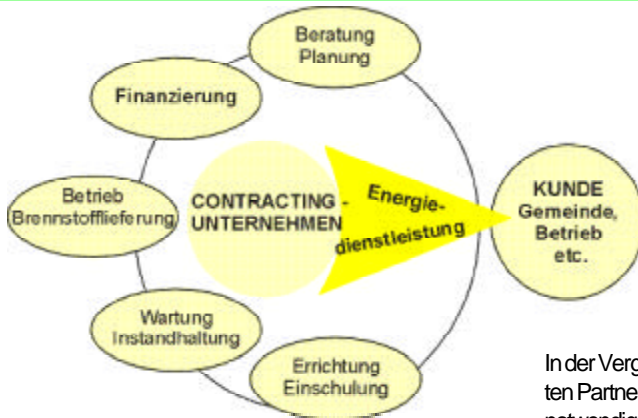 Beratung
Planung
Finanzierung
Betrieb
Brennstofflieferung
CONTRACTING -
UNTERNEHMEN
Energie-
dienstleistung
KUNDE
Gemeinde,
Betrieb
etc.
Wartung
Instandhaltung
Errichtung
Einschulung
In der Verg
ten Partne